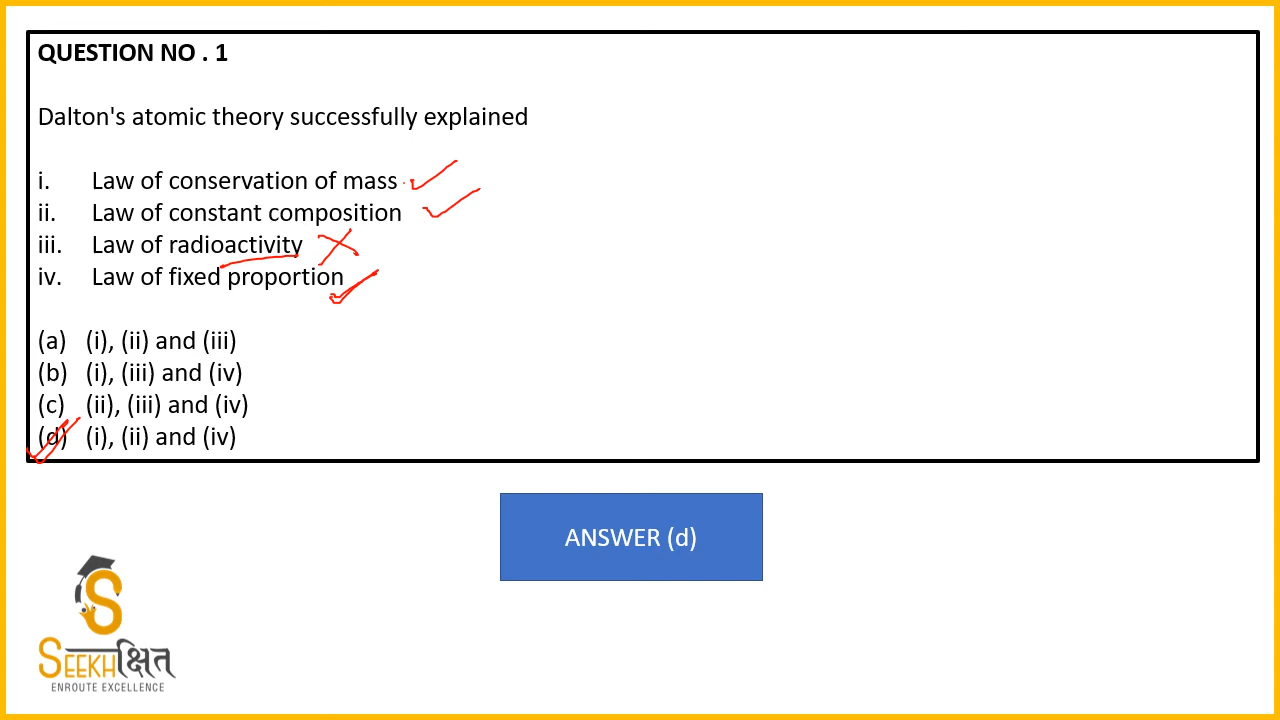 QUESTION NO . 1
Dalton's atomic theory successfully explained
i. Law of conservation of mass
ii. Law of constant composition
iii. Law of radioactivity
iv. Law of fixed proportion
(a) (i), (ii) and (iii)
(b) (i), (iii) and (iv)
(c) (ii), (iii) and (iv)
(d) (i), (ii) and (iv)
ANSWER (d)
SEEKHक्षित
ENROUTE EXCELLENCE